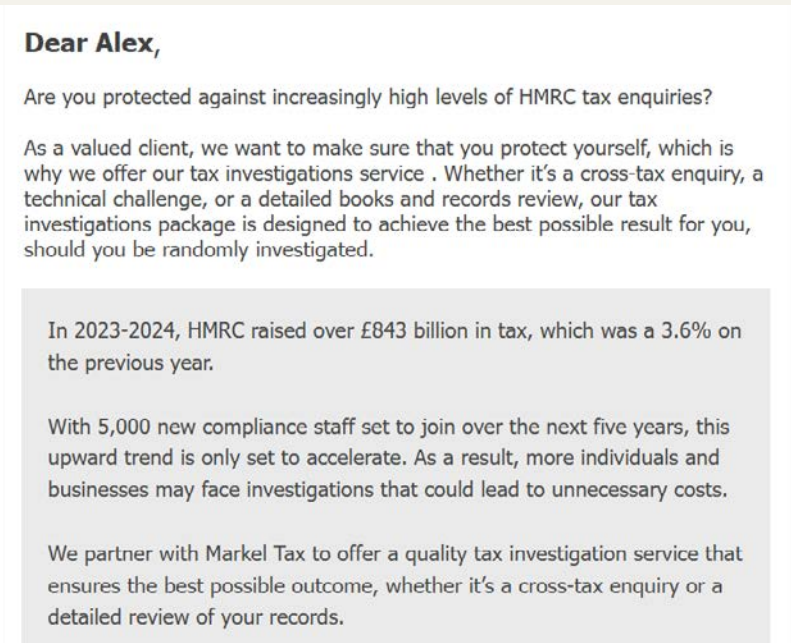 Dear Alex,
Are you protected against increasingly high levels of HMRC tax enquiries?
As a valued client, we want to make sure that you protect yourself, which is
why we offer our tax investigations service . Whether it’s a cross-tax enquiry, a
technical challenge, or a detailed books and records review, our tax
investigations package is designed to achieve the best possible result for you,
should you be randomly investigated.
In 2023-2024, HMRC raised over £843 billion in tax, which was a 3.6% on
the previous year.
With 5,000 new compliance staff set to join over the next five years, this
upward trend is only set to accelerate. As a result, more individuals and
businesses may face investigations that could lead to unnecessary costs.
We partner with Markel Tax to offer a quality tax investigation service that
ensures the best possible outcome, whether it’s a cross-tax enquiry or a
detailed review of your records.